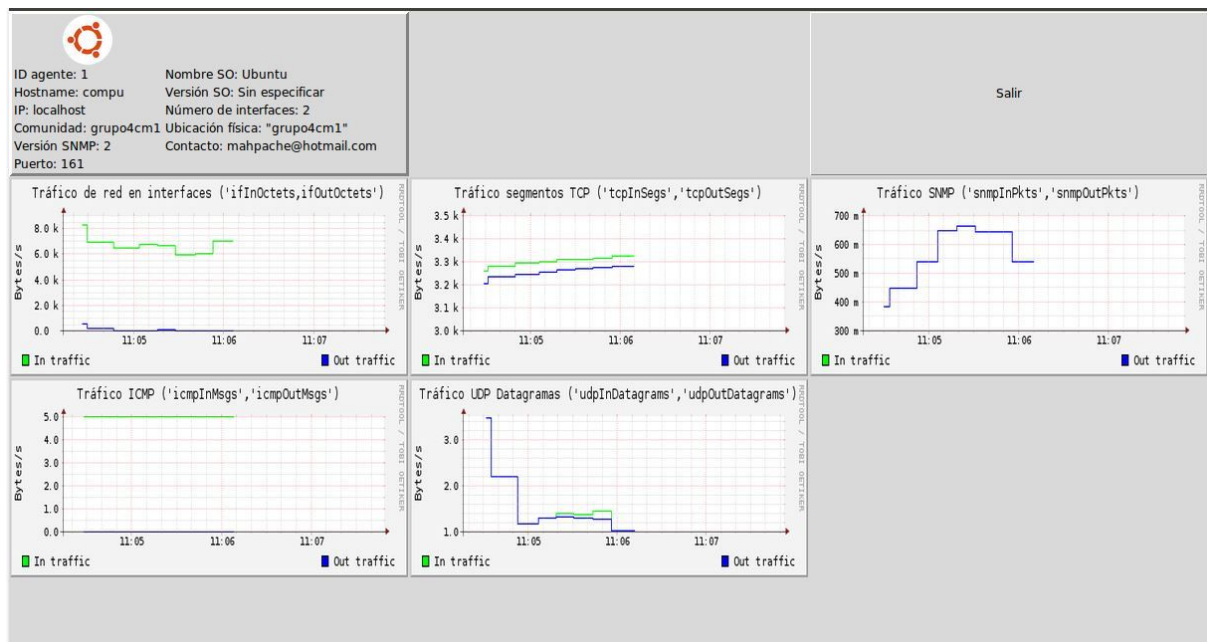 ID agente: 1
Hostname: compu
IP: localhost
Comunidad: grupo4cm1
Versión SNMP: 2
Puerto: 161
Nombre SO: Ubuntu
Versión SO: Sin especificar
Número de interfaces: 2
Ubicación física: "grupo4cm1"
Contacto: mahpache@hotmail.com
Salir
Tráfico de red en interfaces ('ifInOctets,ifOutOctets')
Bytes/s
8.0 k
6.0 k
4.0 k
2.0 k
0.0
11:05 11:06 11:07
In traffic Out traffic
RRDTOOL / TOBI OETIKER
Tráfico segmentos TCP ('tcpInSegs','tcpOutSegs')
Bytes/s
3.5 k
3.4 k
3.3 k
3.2 k
3.1 k
3.0 k
11:05 11:06 11:07
In traffic Out traffic
RRDTOOL / TOBI OETIKER
Tráfico SNMP ('snmpInPkts','snmpOutPkts')
Bytes/s
700 m
600 m
500 m
400 m
300 m
11:05 11:06 11:07
In traffic Out traffic
RRDTOOL / TOBI OETIKER
Tráfico ICMP ('icmpInMsgs','icmpOutMsgs')
Bytes/s
5.0
4.0
3.0
2.0
1.0
0.0
11:05 11:06 11:07
In traffic Out traffic
RRDTOOL / TOBI OETIKER
Tráfico UDP Datagramas ('udpInDatagrams','udpOutDatagrams')
Bytes/s
3.0
2.0
1.0
11:05 11:06 11:07
In traffic Out traffic
RRDTOOL / TOBI OETIKER